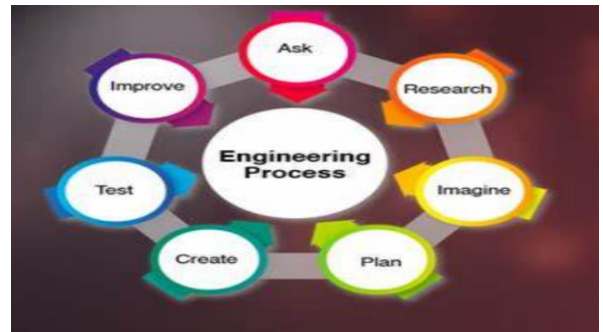 Ask
Research
Imagine
Plan
Create
Test
Improve
Engineering
Process